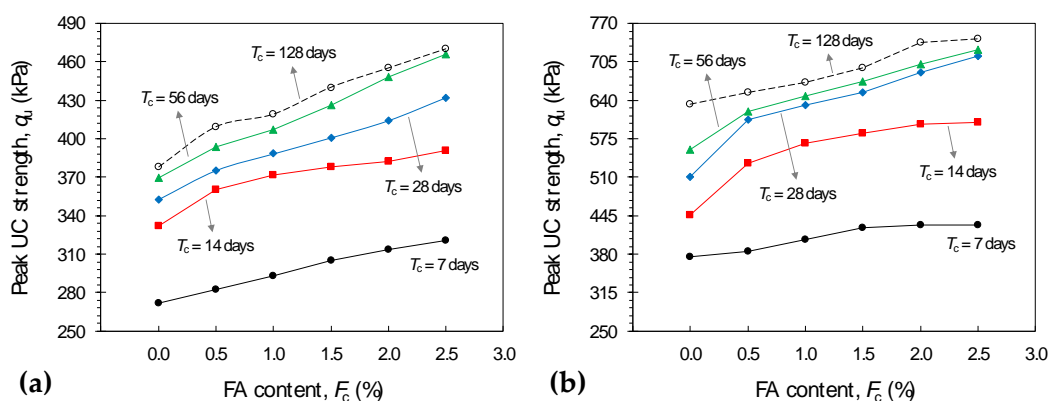 Peak UC strength, qu (kPa)
490
460
430
400
370
340
310
280
250
Tc = 128 days
Tc = 56 days
Tc = 28 days
Tc = 14 days
Tc = 7 days
0.0 0.5 1.0 1.5 2.0 2.5 3.0
(a) FA content, Fc (%)
Peak UC strength, qu (kPa)
770
705
640
575
510
445
380
315
250
Tc = 128 days
Tc = 56 days
Tc = 14 days
Tc = 28 days
Tc = 7 days
0.0 0.5 1.0 1.5 2.0 2.5 3.0
(b) FA content, Fc (%)